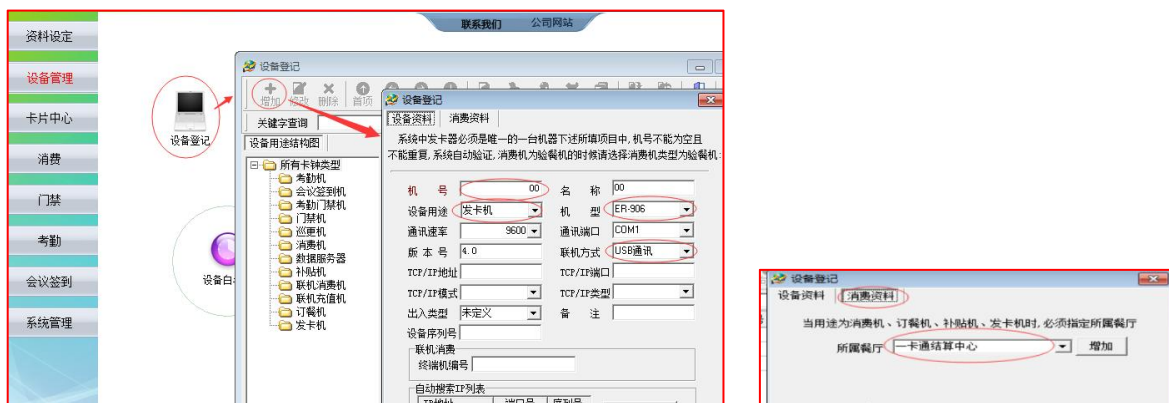 联系我们 公司网站
资料设定
设备管理
卡片中心
消费
门禁
考勤
会议签到
系统管理
设备登记
设备登记
增加 修改 删除 首项
关键字查询
设备用途结构图
所有卡钟类型
考勤机
会议签到机
考勤门禁机
门禁机
巡更机
消费机
数据服务器
补贴机
联机消费机
联机充值机
订餐机
发卡机
设备登记
设备资料 消费资料
系统中发卡器必须是唯一的一台机器下述所填项目中,机号不能为空且
不能重复,系统自动验证,消费机为验餐机的时候请选择消费机类型为验餐机:
机 号 00 名 称 00
设备用途 发卡机 机 型 ER-906
通讯速率 9600 通讯端口 COM1
版 本 号 4.0 联机方式 USB通讯
TCP/IP地址 TCP/IP端口
TCP/IP模式 TCP/IP类型
出入类型 未定义 备 注
设备序列号
联机消费
终端机编号
自动搜索IP列表
IP地址 端口号 序列号
设备登记
设备资料 消费资料
当用途为消费机、订餐机、补贴机、发卡机时,必须指定所属餐厅
所属餐厅 一卡通结算中心 增加